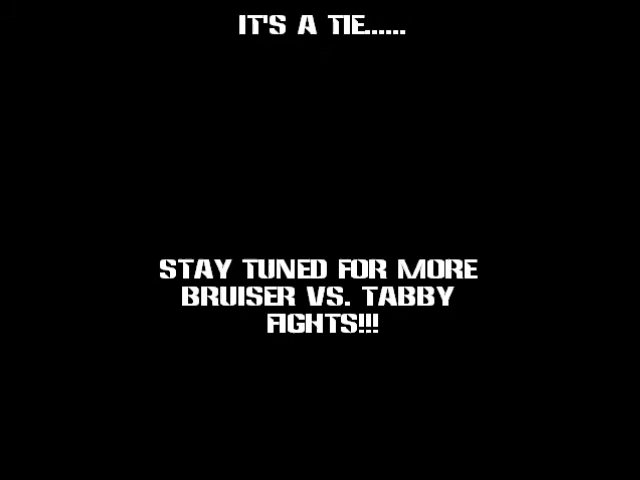 IT'S A TIE......
STAY TUNED FOR MORE
BRUISER VS. TABBY
FIGHTS!!!